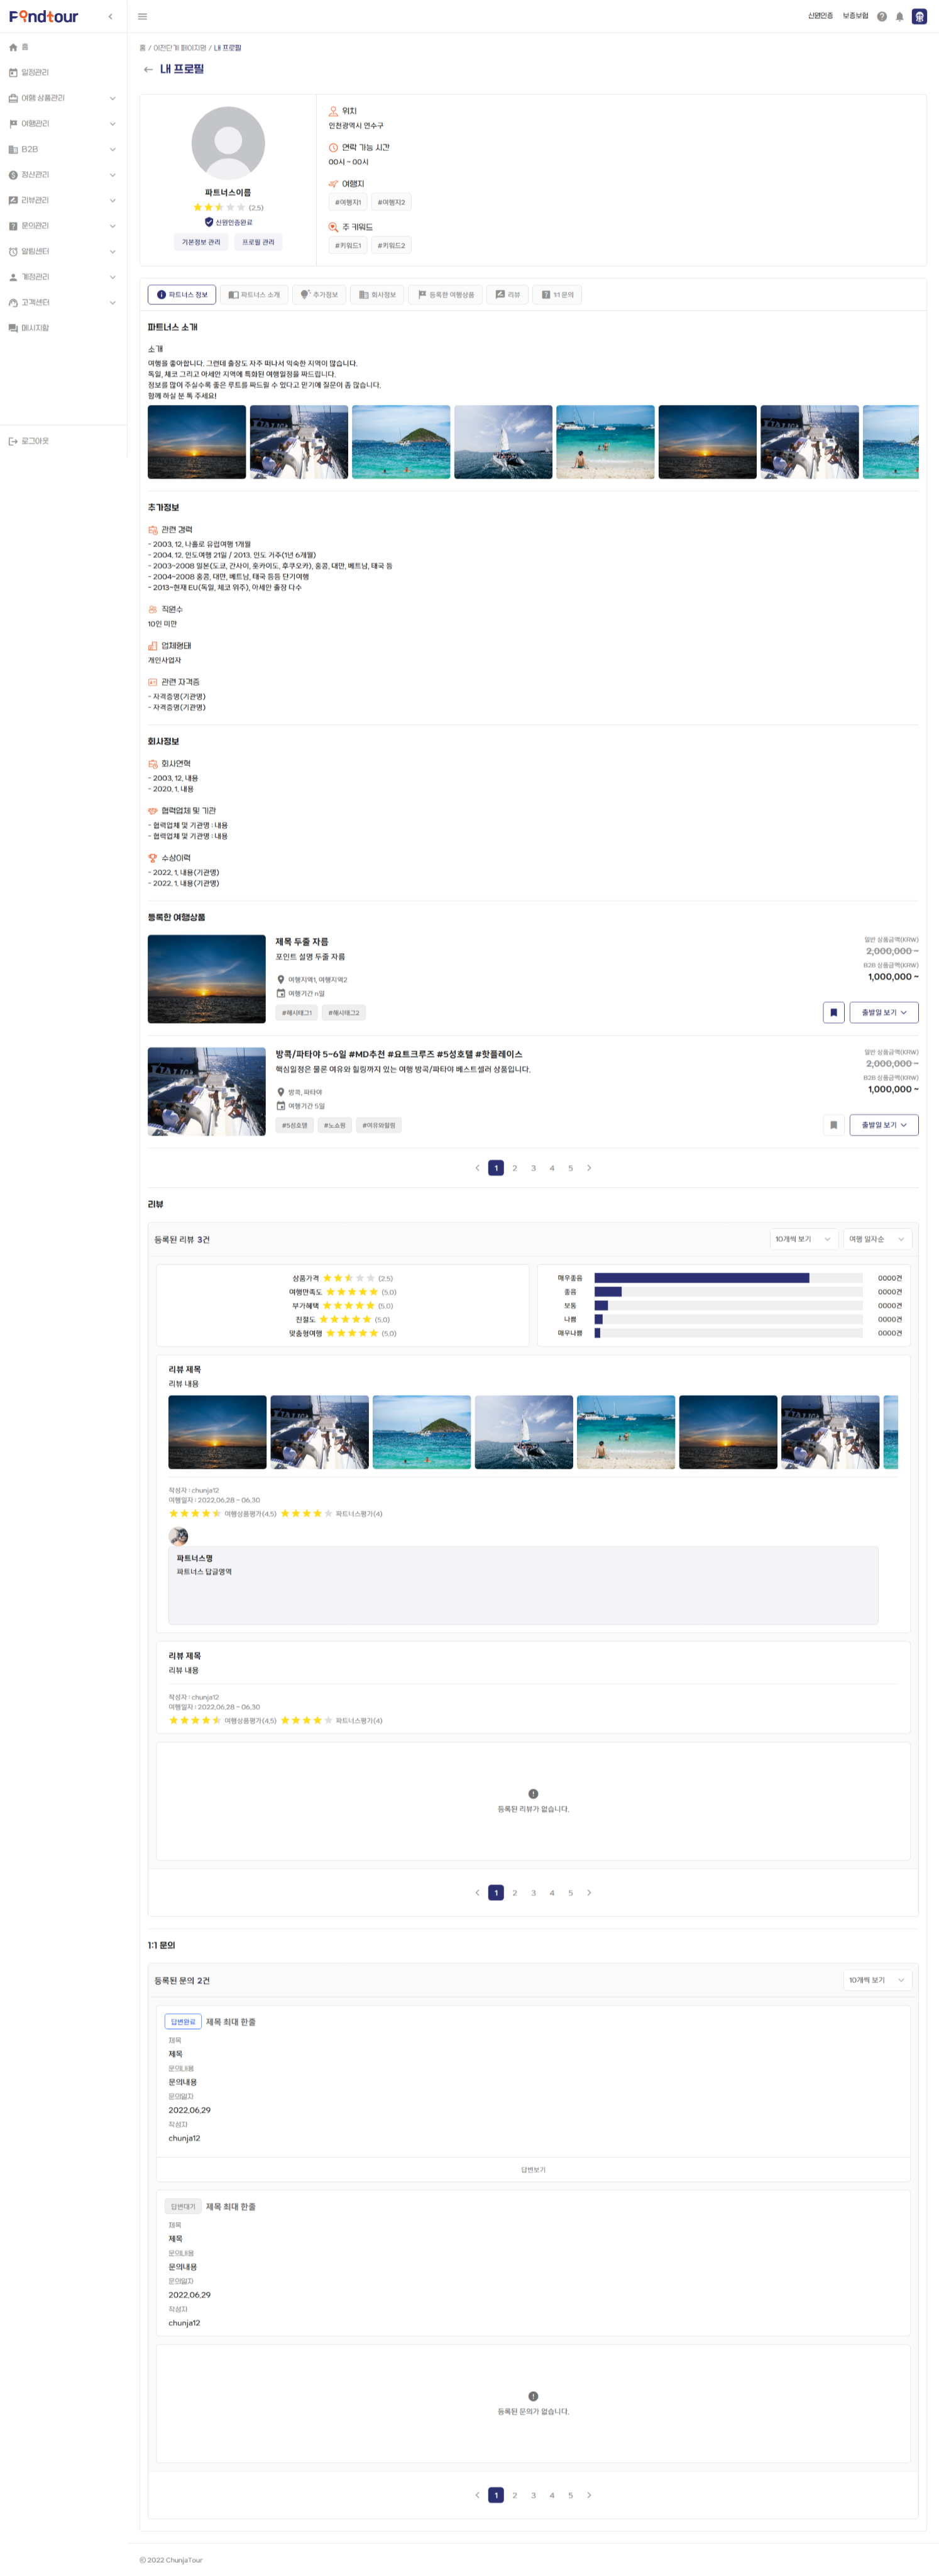 Findtour
신원인증 보증보험
홈
일정관리
여행 상품관리
여행관리
B2B
정산관리
리뷰관리
문의관리
알림센터
계정관리
고객센터
메시지함
로그아웃
홈 / 이전단계 페이지명 / 내 프로필
내 프로필
파트너스이름
(2.5)
신원인증완료
기본정보 관리 프로필 관리
위치
인천광역시 연수구
연락 가능 시간
00시 ~ 00시
여행지
#여행지1 #여행지2
주 키워드
#키워드1 #키워드2
파트너스 정보 파트너스 소개 추가정보 회사정보 등록한 여행상품 리뷰 1:1 문의
파트너스 소개
소개
여행을 좋아합니다. 그런데 출장도 자주 떠나서 익숙한 지역이 많습니다.
독일, 체코 그리고 아세안 지역에 특화된 여행일정을 짜드립니다.
정보를 많이 주실수록 좋은 루트를 짜드릴 수 있다고 믿기에 질문이 좀 많습니다.
함께 하실 분 톡 주세요!
추가정보
관련 경력
- 2003. 12. 나홀로 유럽여행 1개월
- 2004. 12. 인도여행 21일 / 2013. 인도 거주(1년 6개월)
- 2003~2008 일본(도쿄, 간사이, 홋카이도, 후쿠오카), 홍콩, 대만, 베트남, 태국 등
- 2004~2008 홍콩, 대만, 베트남, 태국 등등 단기여행
- 2013~현재 EU(독일, 체코 위주), 아세안 출장 다수
직원수
10인 미만
업체형태
개인사업자
관련 자격증
- 자격증명(기관명)
- 자격증명(기관명)
회사정보
회사연혁
- 2003. 12. 내용
- 2020. 1. 내용
협력업체 및 기관
- 협력업체 및 기관명 : 내용
- 협력업체 및 기관명 : 내용
수상이력
- 2022. 1. 내용(기관명)
- 2022. 1. 내용(기관명)
등록한 여행상품
제목 두줄 자름
포인트 설명 두줄 자름
여행지역1, 여행지역2
여행기간 n일
#해시태그1 #해시태그2
일반 상품금액(KRW)
2,000,000 ~
B2B 상품금액(KRW)
1,000,000 ~
출발일 보기
방콕/파타야 5-6일 #MD추천 #요트크루즈 #5성호텔 #핫플레이스
핵심일정은 물론 여유와 힐링까지 있는 여행 방콕/파타야 베스트셀러 상품입니다.
방콕, 파타야
여행기간 5일
#5성호텔 #노쇼핑 #여유와힐링
일반 상품금액(KRW)
2,000,000 ~
B2B 상품금액(KRW)
1,000,000 ~
출발일 보기
1 2 3 4 5
리뷰
등록된 리뷰 3건
10개씩 보기 여행 일자순
상품가격 (2.5)
여행만족도 (5.0)
부가혜택 (5.0)
친절도 (5.0)
맞춤형여행 (5.0)
매우좋음 0000건
좋음 0000건
보통 0000건
나쁨 0000건
매우나쁨 0000건
리뷰 제목
리뷰 내용
작성자 : chunja12
여행일자 : 2022.06.28 ~ 06.30
여행상품평가(4.5) 파트너스평가(4)
파트너스명
파트너스 답글영역
리뷰 제목
리뷰 내용
작성자 : chunja12
여행일자 : 2022.06.28 ~ 06.30
여행상품평가(4.5) 파트너스평가(4)
등록된 리뷰가 없습니다.
1 2 3 4 5
1:1 문의
등록된 문의 2건
10개씩 보기
답변완료 제목 최대 한줄
제목
제목
문의내용
문의내용
문의일자
2022.06.29
작성자
chunja12
답변보기
답변대기 제목 최대 한줄
제목
제목
문의내용
문의내용
문의일자
2022.06.29
작성자
chunja12
등록된 문의가 없습니다.
1 2 3 4 5
© 2022 ChunjaTour